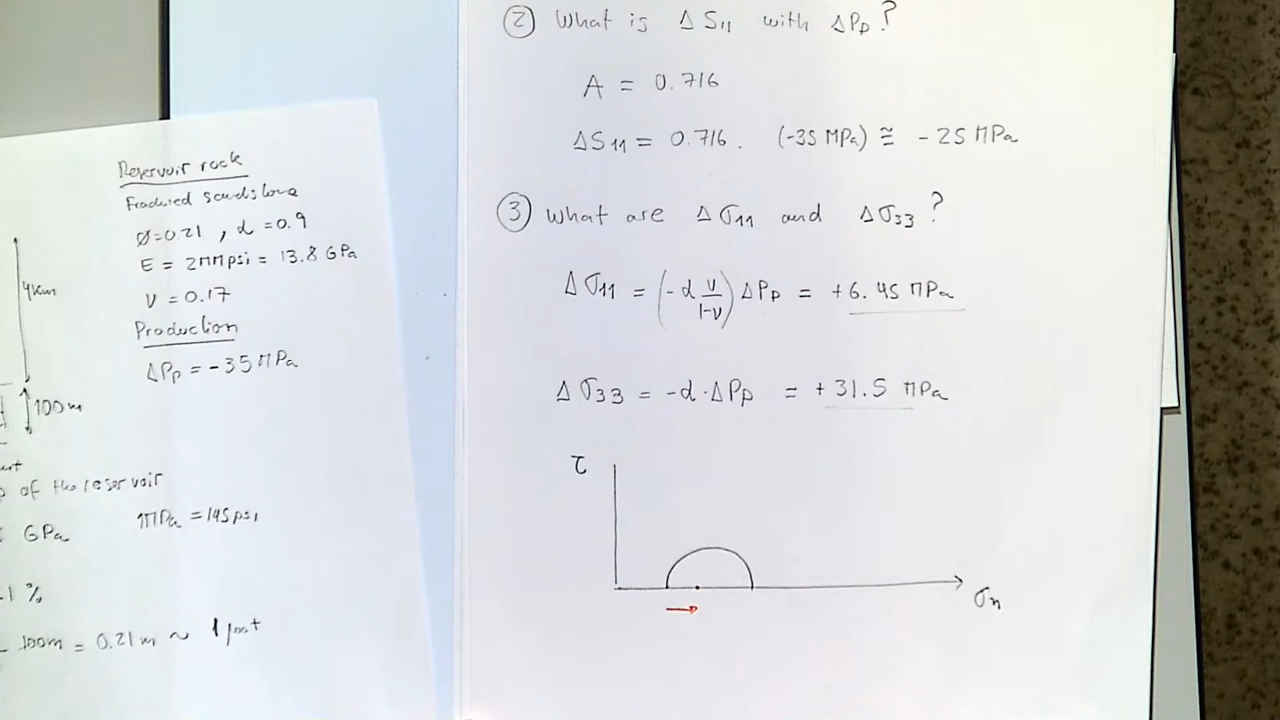 Reservoir rock
Fractured sandstone
Ø=0.21 , α=0.9
E = 2MMpsi = 13.8 GPa
ν = 0.17
Production
ΔPp = -35 MPa
4km
100m
of the reservoir
GPa
1MPa = 145psi
1 %
100m = 0.21m ~ 1 foot
② What is ΔS11 with ΔPp?
A = 0.716
ΔS11 = 0.716 . (-35 MPa) ≅ -25 MPa
③ What are Δσ11 and Δσ33?
Δσ11 = (-α ν/1-ν) ΔPp = +6.45 MPa
Δσ33 = -α · ΔPp = +31.5 MPa
τ
σn